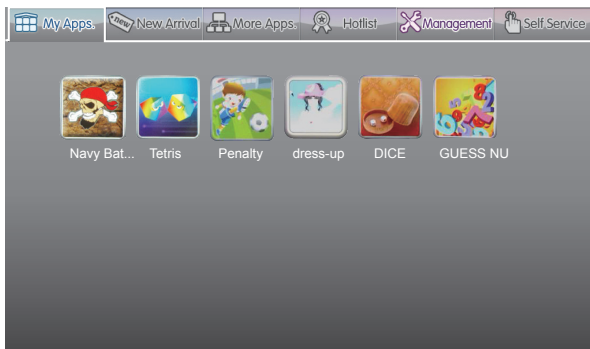 My Apps. new New Arrival More Apps. Hotlist Management Self Service
Navy Bat... Tetris Penalty dress-up DICE GUESS NU